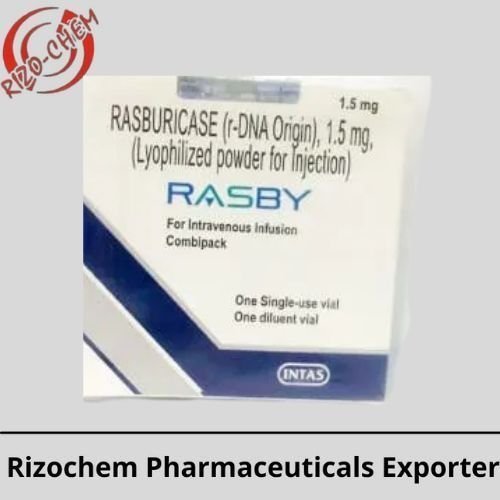 RIZO-CHEM
1.5 mg
RASBURICASE (r-DNA Origin), 1.5 mg,
(Lyophilized powder for Injection)
RASBY
For Intravenous Infusion
Combipack
One Single-use vial
One diluent vial
INTAS
Rizochem Pharmaceuticals Exporter